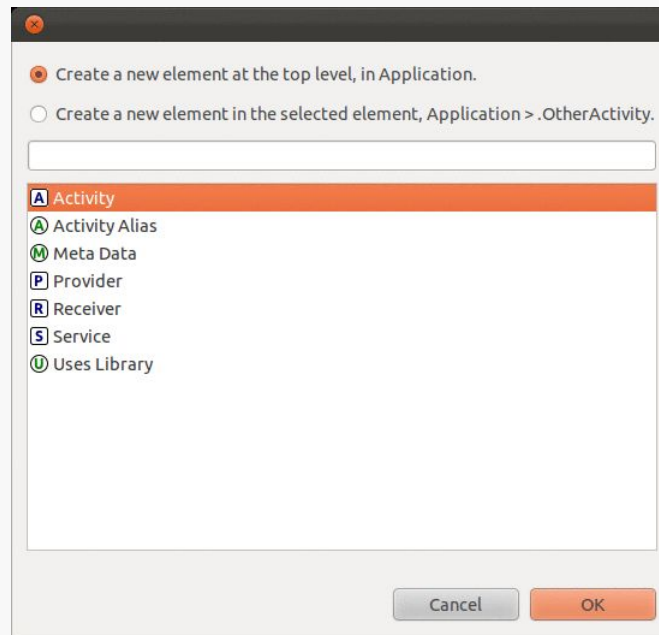 Create a new element at the top level, in Application.
Create a new element in the selected element, Application > .OtherActivity.
A Activity
A Activity Alias
M Meta Data
P Provider
R Receiver
S Service
U Uses Library
Cancel OK